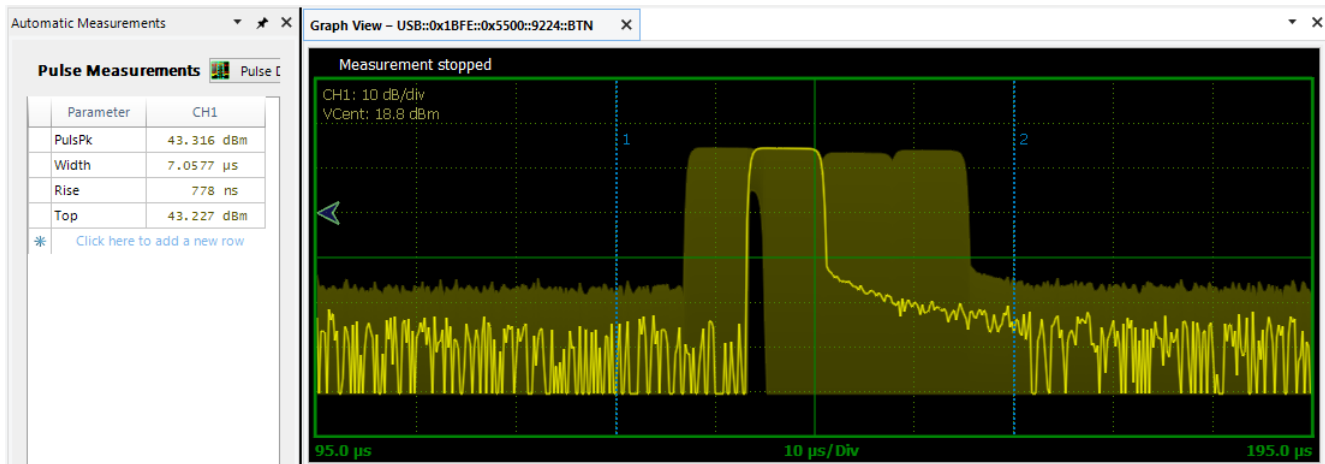 Automatic Measurements
Pulse Measurements Pulse D
Parameter CH1
PulsPk 43.316 dBm
Width 7.0577 µs
Rise 778 ns
Top 43.227 dBm
Click here to add a new row
Graph View – USB::0x1BFE::0x5500::9224::BTN
Measurement stopped
CH1: 10 dB/div
VCent: 18.8 dBm
1
2
95.0 µs 10 µs/Div 195.0 µs